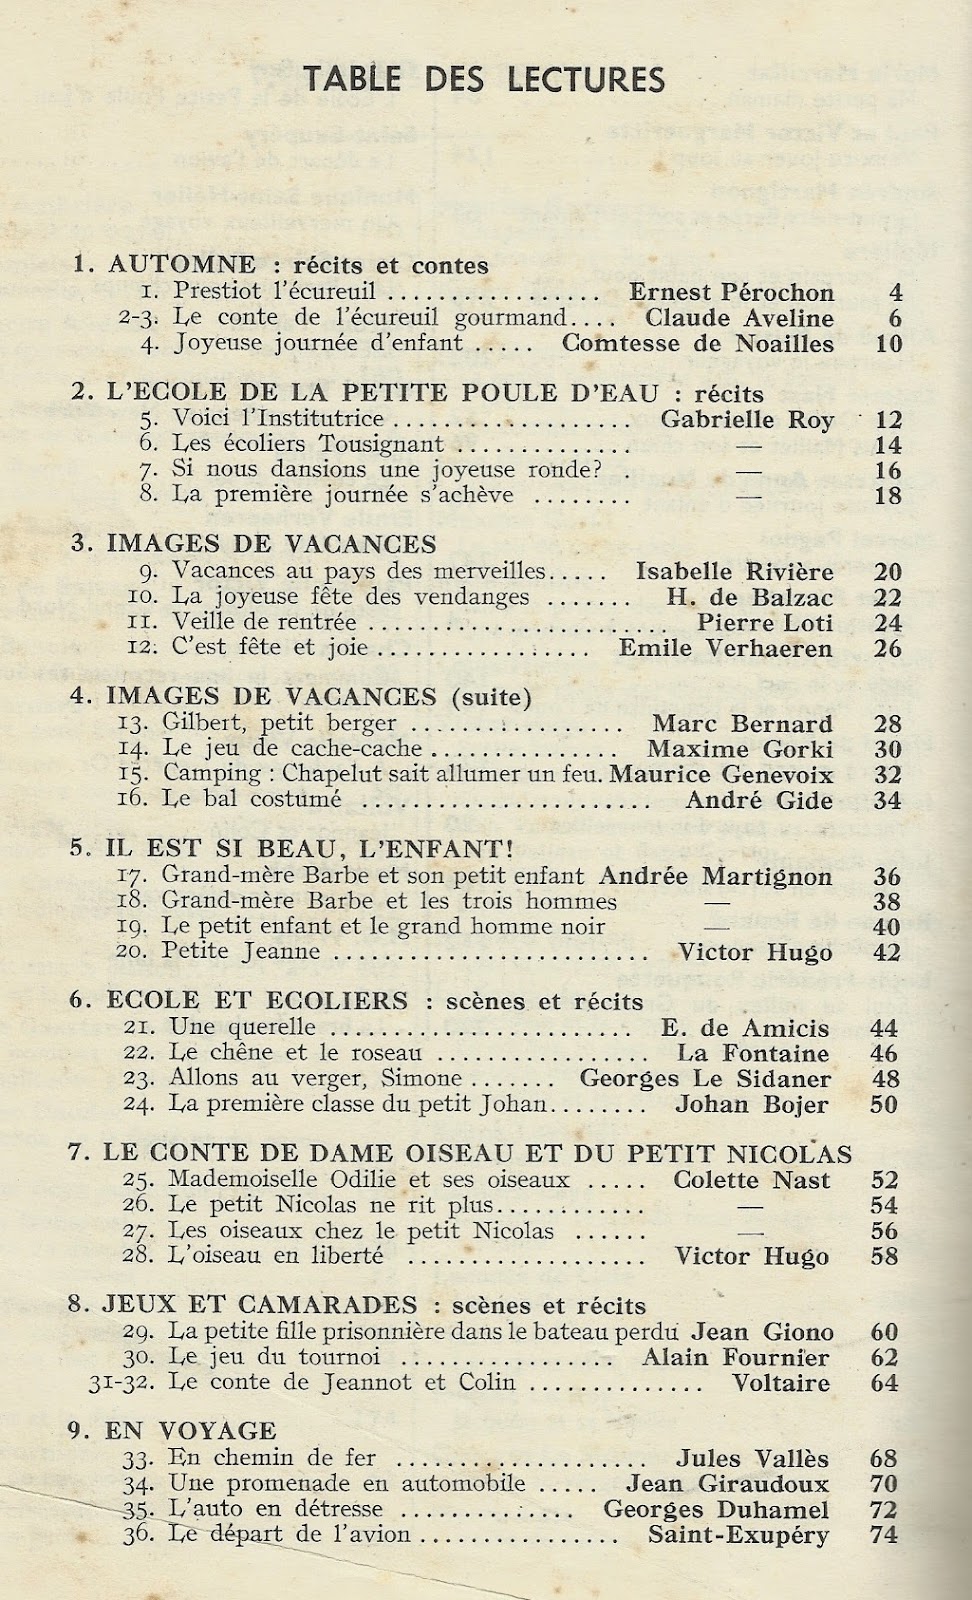 TABLE DES LECTURES
1. AUTOMNE : récits et contes
1. Prestiot l'écureuil .................. Ernest Pérochon 4
2-3. Le conte de l'écureuil gourmand.... Claude Aveline 6
4. Joyeuse journée d'enfant ..... Comtesse de Noailles 10
2. L'ECOLE DE LA PETITE POULE D'EAU : récits
5. Voici l'Institutrice .................... Gabrielle Roy 12
6. Les écoliers Tousignant ............... — 14
7. Si nous dansions une joyeuse ronde? . — 16
8. La première journée s'achève ........ — 18
3. IMAGES DE VACANCES
9. Vacances au pays des merveilles..... Isabelle Rivière 20
10. La joyeuse fête des vendanges ....... H. de Balzac 22
11. Veille de rentrée ......................... Pierre Loti 24
12. C'est fête et joie .................. Emile Verhaeren 26
4. IMAGES DE VACANCES (suite)
13. Gilbert, petit berger ................ Marc Bernard 28
14. Le jeu de cache-cache ................ Maxime Gorki 30
15. Camping : Chapelut sait allumer un feu. Maurice Genevoix 32
16. Le bal costumé ........................ André Gide 34
5. IL EST SI BEAU, L'ENFANT!
17. Grand-mère Barbe et son petit enfant Andrée Martignon 36
18. Grand-mère Barbe et les trois hommes — 38
19. Le petit enfant et le grand homme noir — 40
20. Petite Jeanne ........................... Victor Hugo 42
6. ECOLE ET ECOLIERS : scènes et récits
21. Une querelle ......................... E. de Amicis 44
22. Le chêne et le roseau .................. La Fontaine 46
23. Allons au verger, Simone ....... Georges Le Sidaner 48
24. La première classe du petit Johan........ Johan Bojer 50
7. LE CONTE DE DAME OISEAU ET DU PETIT NICOLAS
25. Mademoiselle Odilie et ses oiseaux ..... Colette Nast 52
26. Le petit Nicolas ne rit plus............. — 54
27. Les oiseaux chez le petit Nicolas ...... — 56
28. L'oiseau en liberté .................... Victor Hugo 58
8. JEUX ET CAMARADES : scènes et récits
29. La petite fille prisonnière dans le bateau perdu Jean Giono 60
30. Le jeu du tournoi .................. Alain Fournier 62
31-32. Le conte de Jeannot et Colin ............... Voltaire 64
9. EN VOYAGE
33. En chemin de fer ..................... Jules Vallès 68
34. Une promenade en automobile ..... Jean Giraudoux 70
35. L'auto en détresse ............... Georges Duhamel 72
36. Le départ de l'avion ................. Saint-Exupéry 74